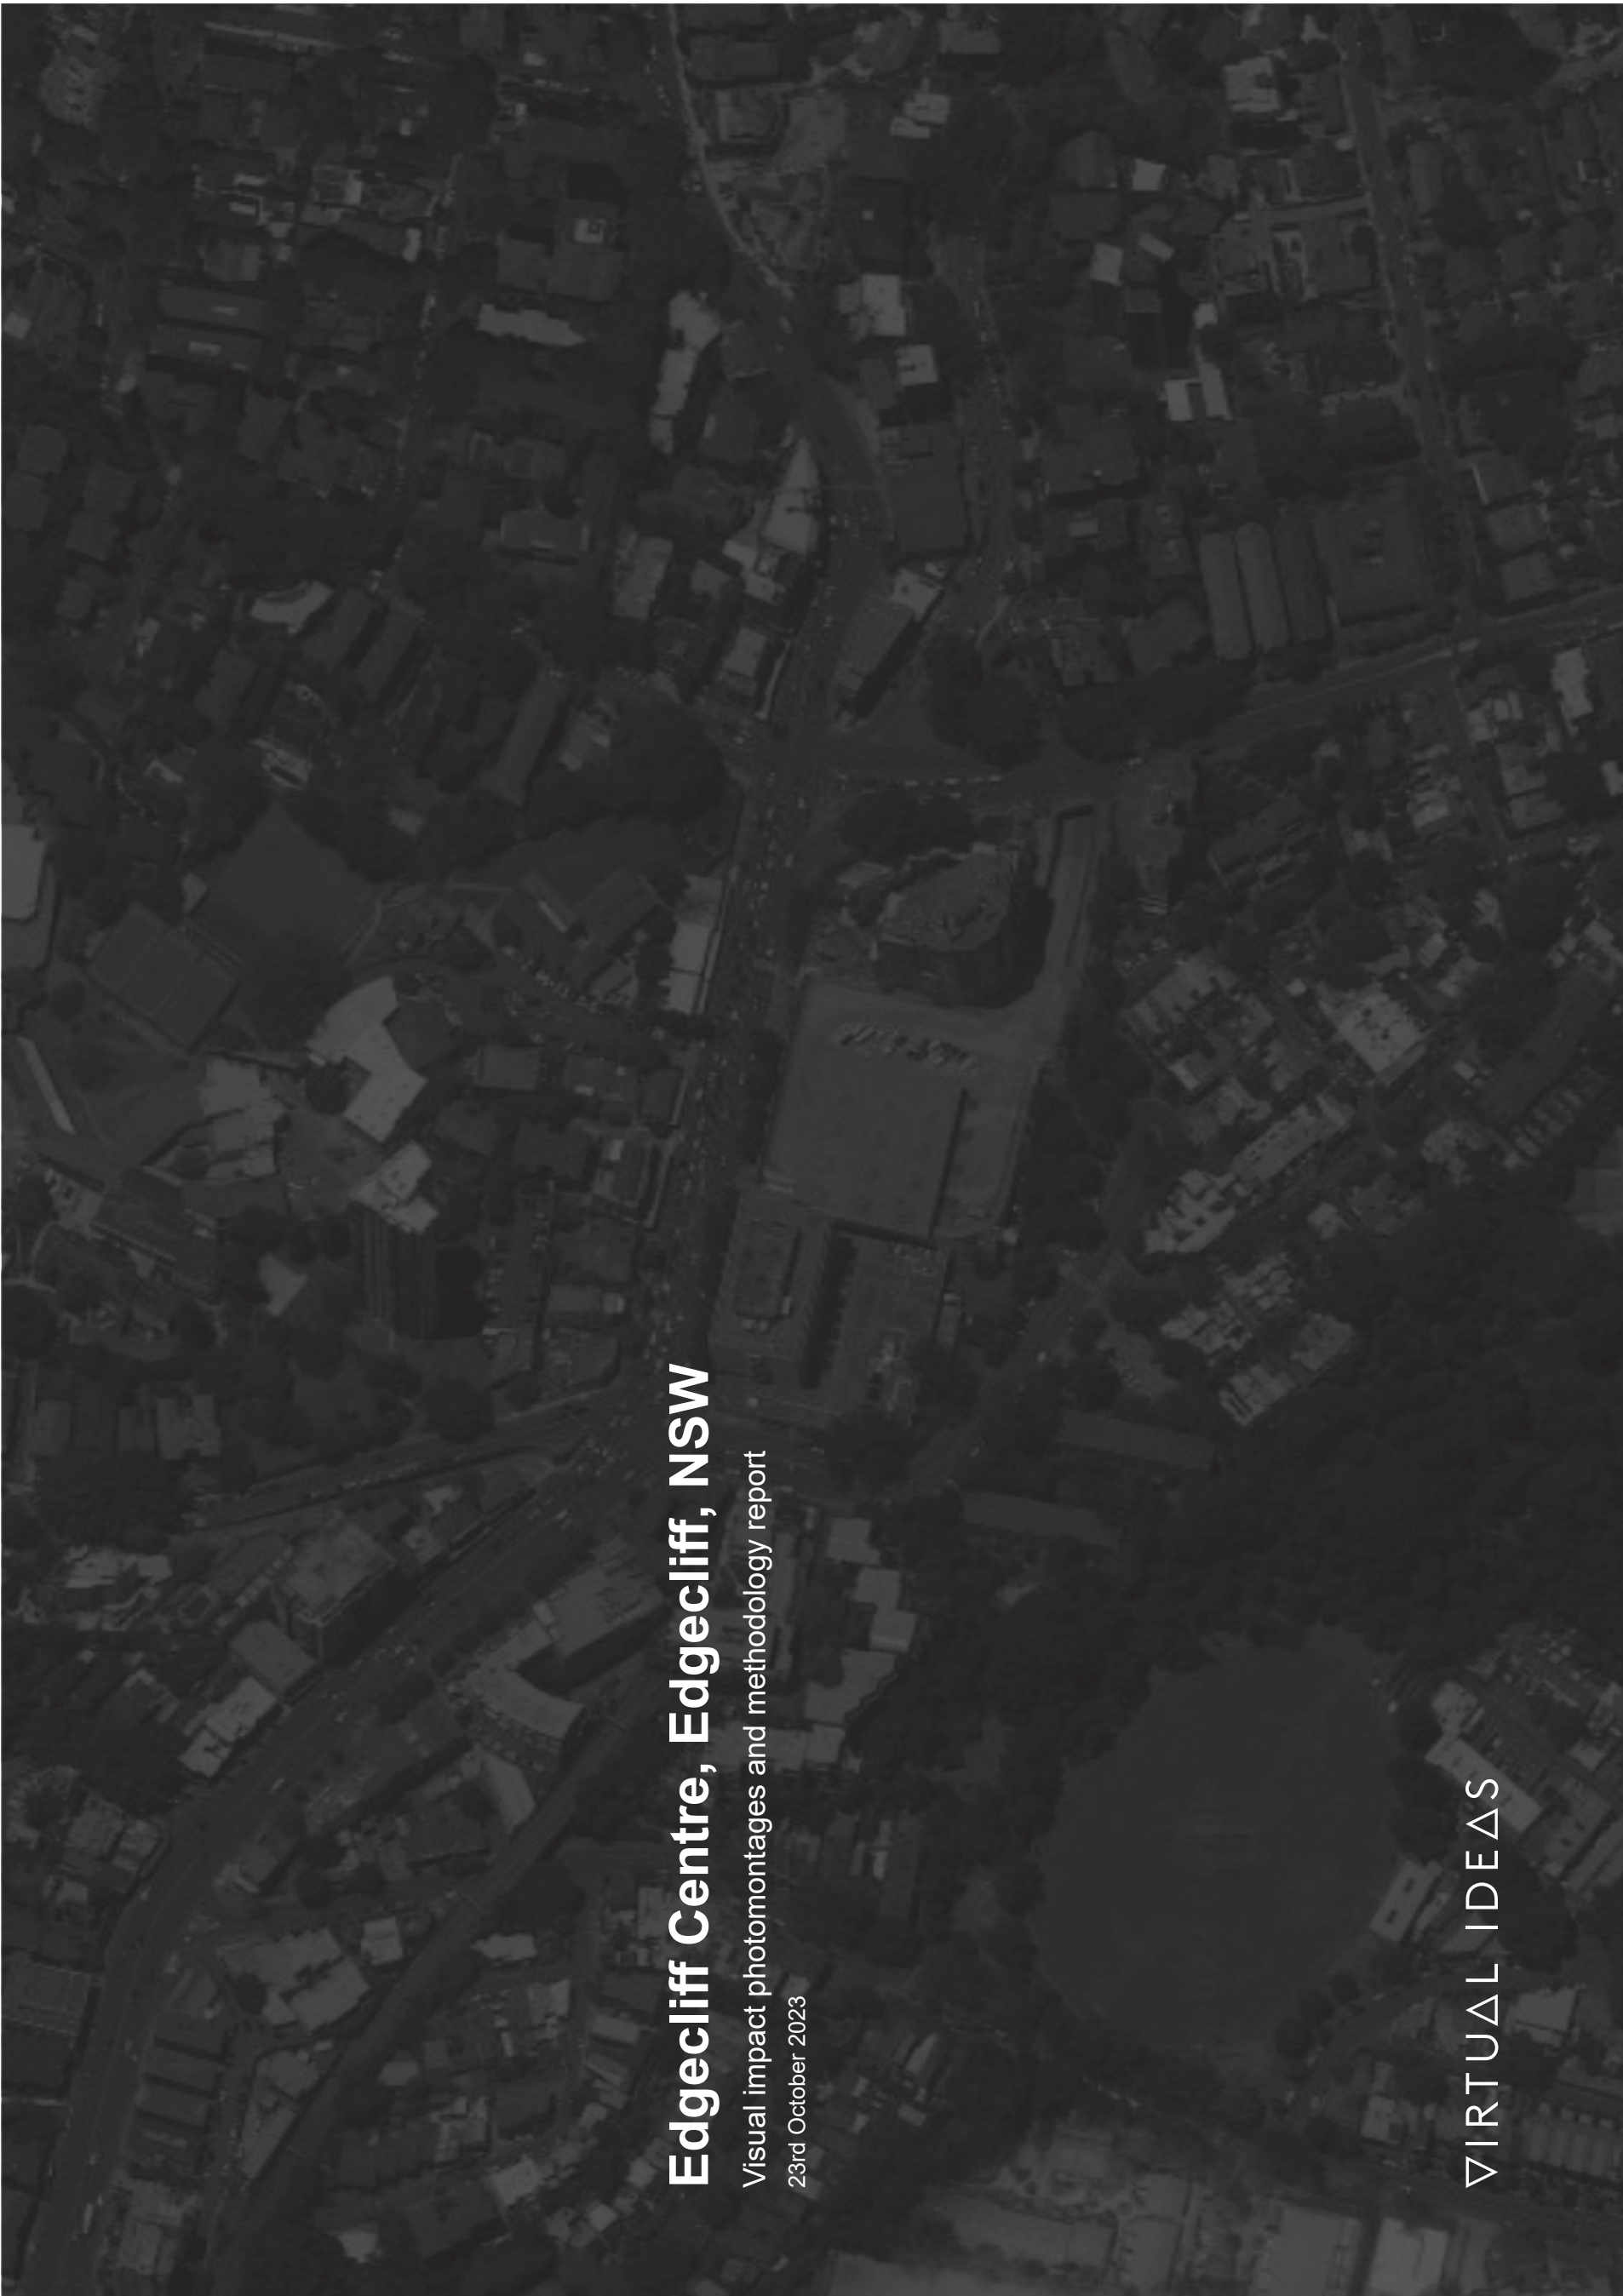 Edgecliff Centre, Edgecliff, NSW
Visual impact photomontages and methodology report
23rd October 2023
VIRTUAL IDEAS